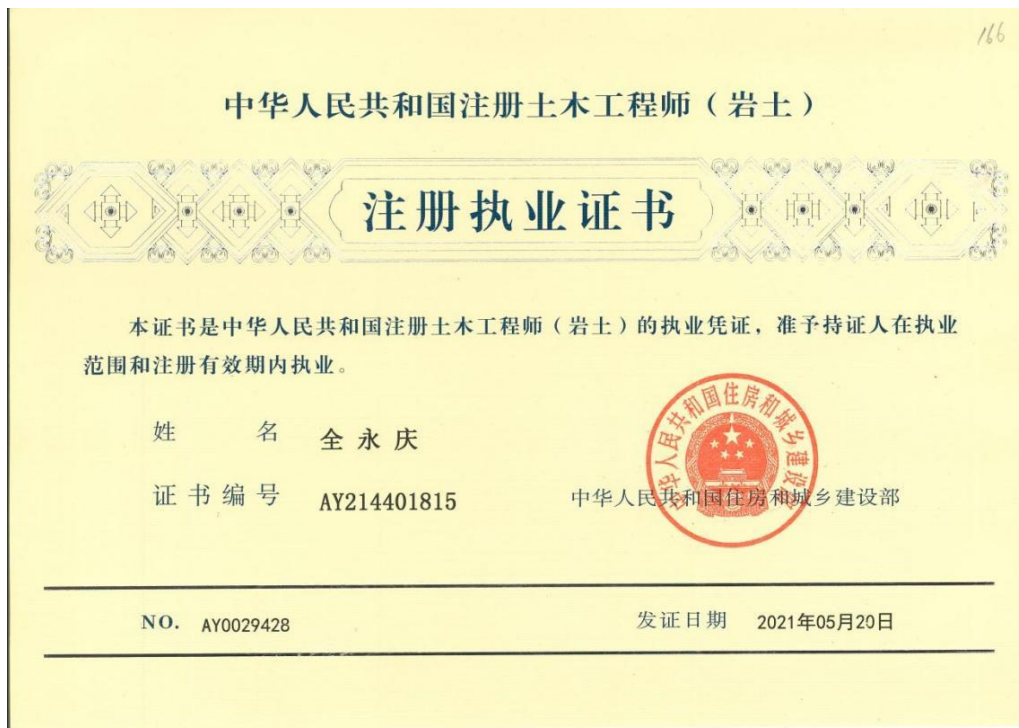 166
中华人民共和国注册土木工程师（岩土）
注册执业证书
本证书是中华人民共和国注册土木工程师（岩土）的执业凭证，准予持证人在执业
范围和注册有效期内执业。
姓 名 全永庆
证书编号 AY214401815
中华人民共和国住房和城乡建设部
中华人民共和国住房和城乡建设部
NO. AY0029428
发证日期 2021年05月20日